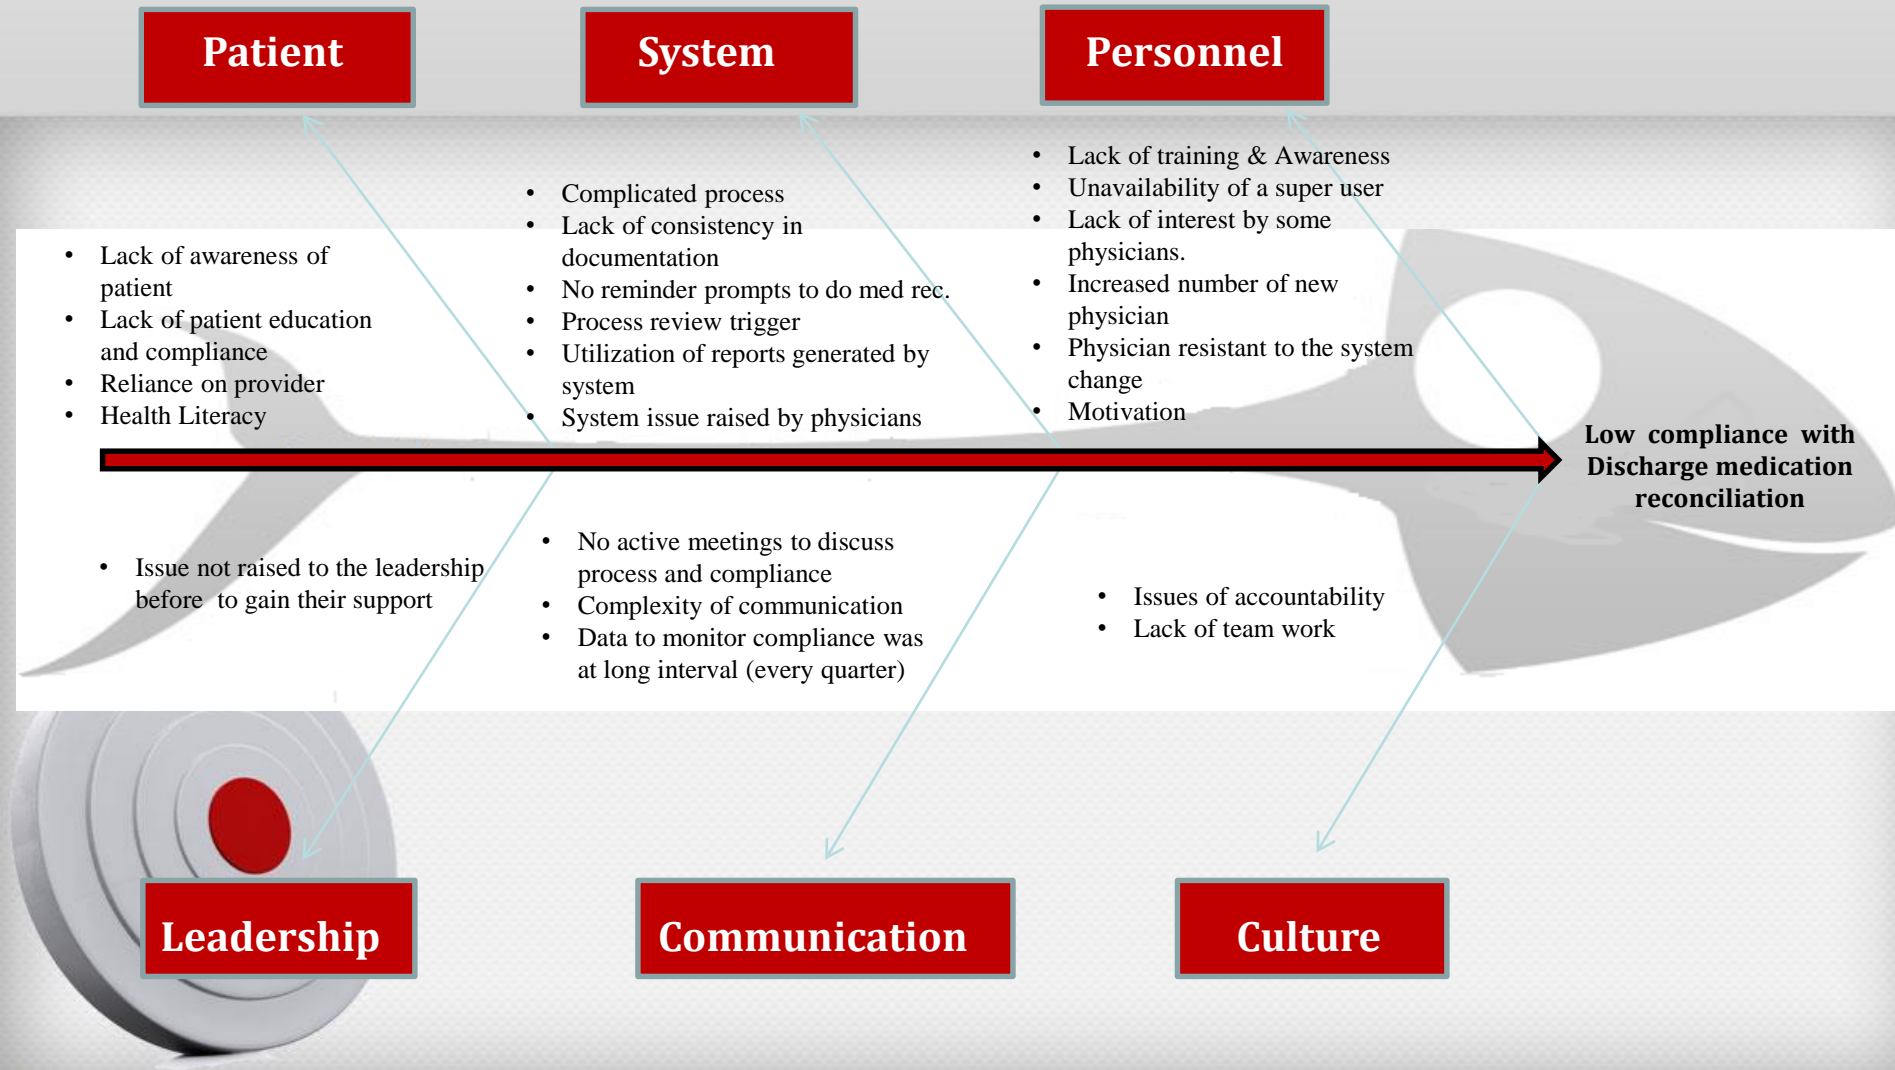 Patient
System
Personnel
• Lack of awareness of
patient
• Lack of patient education
and compliance
• Reliance on provider
• Health Literacy
• Complicated process
• Lack of consistency in
documentation
• No reminder prompts to do med rec.
• Process review trigger
• Utilization of reports generated by
system
• System issue raised by physicians
• Lack of training & Awareness
• Unavailability of a super user
• Lack of interest by some
physicians.
• Increased number of new
physician
• Physician resistant to the system
change
• Motivation
Low compliance with
Discharge medication
reconciliation
• Issue not raised to the leadership
before to gain their support
• No active meetings to discuss
process and compliance
• Complexity of communication
• Data to monitor compliance was
at long interval (every quarter)
• Issues of accountability
• Lack of team work
Leadership
Communication
Culture